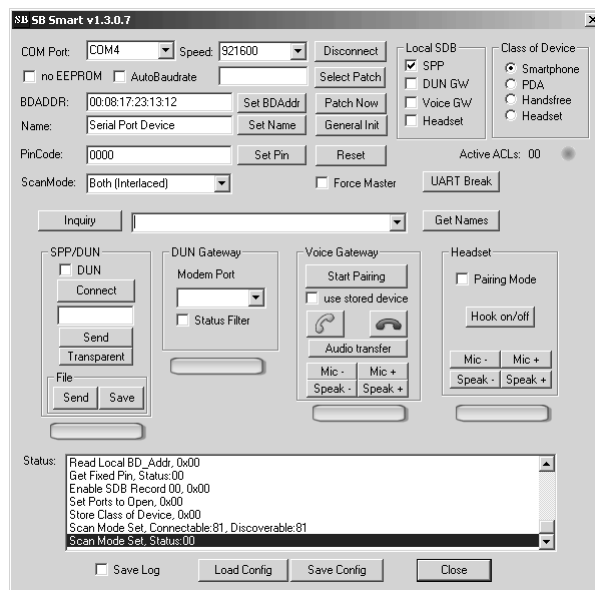 SB SB Smart v1.3.0.7
COM Port: COM4 Speed: 921600 Disconnect
Local SDB
Class of Device
no EEPROM AutoBaudrate Select Patch
SPP
DUN GW
Voice GW
Headset
Smartphone
PDA
Handsfree
Headset
BDADDR: 00:08:17:23:13:12 Set BDAddr Patch Now
Name: Serial Port Device Set Name General Init
PinCode: 0000 Set Pin Reset Active ACLs: 00
ScanMode: Both (Interlaced) Force Master UART Break
Inquiry Get Names
SPP/DUN
DUN
Connect
Send
Transparent
File
Send Save
DUN Gateway
Modem Port
Status Filter
Voice Gateway
Start Pairing
use stored device
Audio transfer
Mic - Mic +
Speak - Speak +
Headset
Pairing Mode
Hook on/off
Mic - Mic +
Speak - Speak +
Status:
Read Local BD_Addr, 0x00
Get Fixed Pin, Status:00
Enable SDB Record 00, 0x00
Set Ports to Open, 0x00
Store Class of Device, 0x00
Scan Mode Set, Connectable:81, Discoverable:81
Scan Mode Set, Status:00
Save Log Load Config Save Config Close